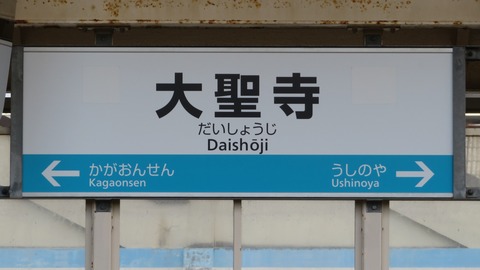 大聖寺
だいしょうじ
Daishōji
← かがおんせん
Kagaonsen
うしのや →
Ushinoya